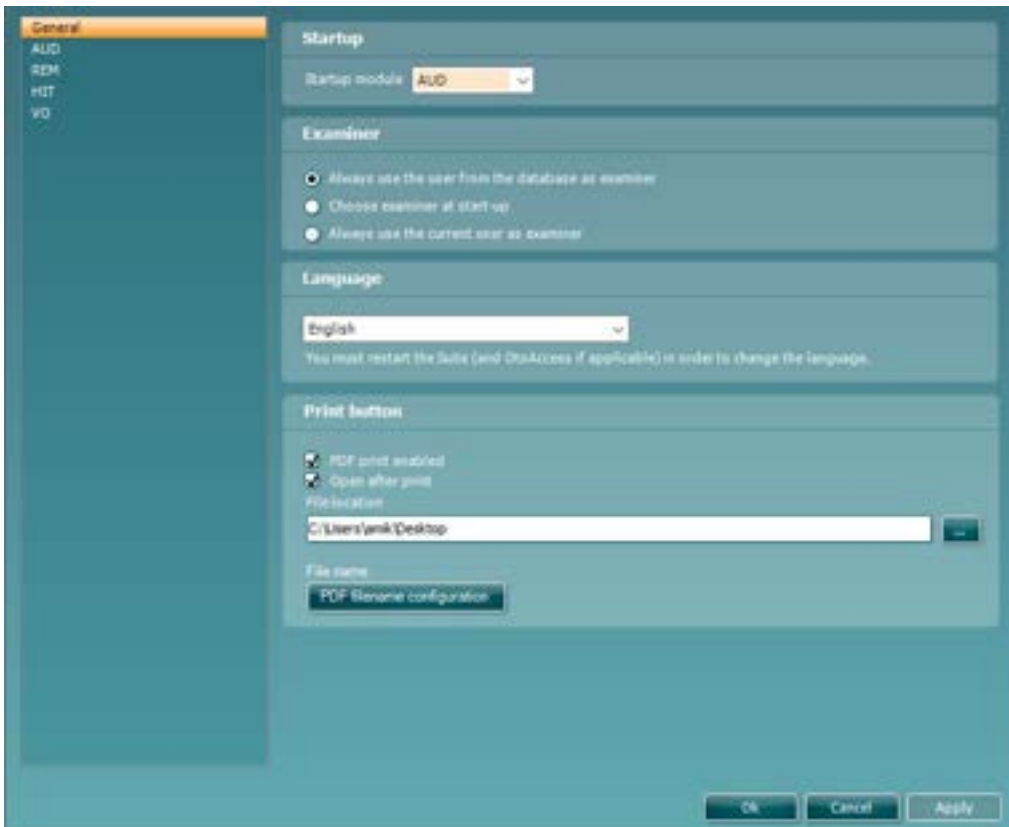 General
AUD
REM
HIT
VO
Startup
Startup module AUD
Examiner
Always use the user from the database as examiner
Choose examiner at start up
Always use the current user as examiner
Language
English
You must restart the Suite (and OtoAccess if applicable) in order to change the language.
Print button
PDF print enabled
Open after print
File location
C:\Users\amik\Desktop
...
File name
PDF filename configuration
Ok Cancel Apply